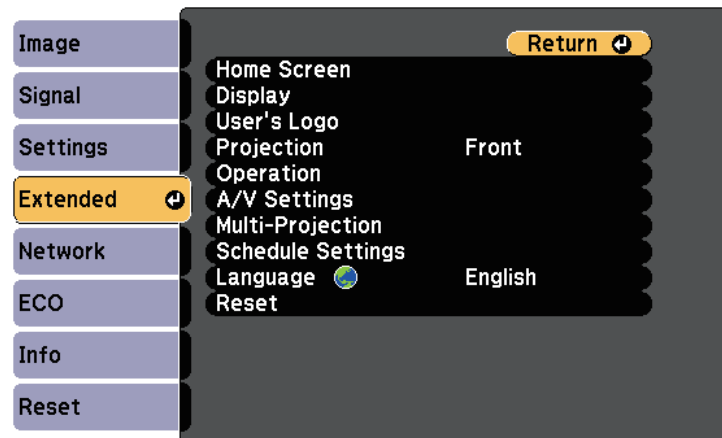 Image
Signal
Settings
Extended
Network
ECO
Info
Reset
Return
Home Screen
Display
User's Logo
Projection Front
Operation
A/V Settings
Multi-Projection
Schedule Settings
Language English
Reset